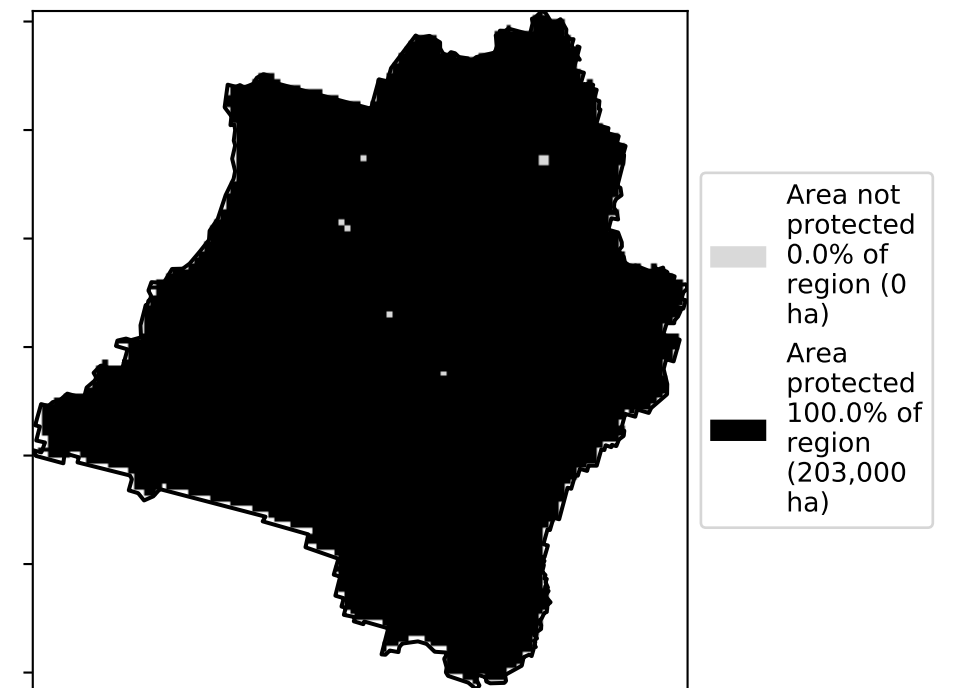 Area not
protected
0.0% of
region (0
ha)
Area
protected
100.0% of
region
(203,000
ha)